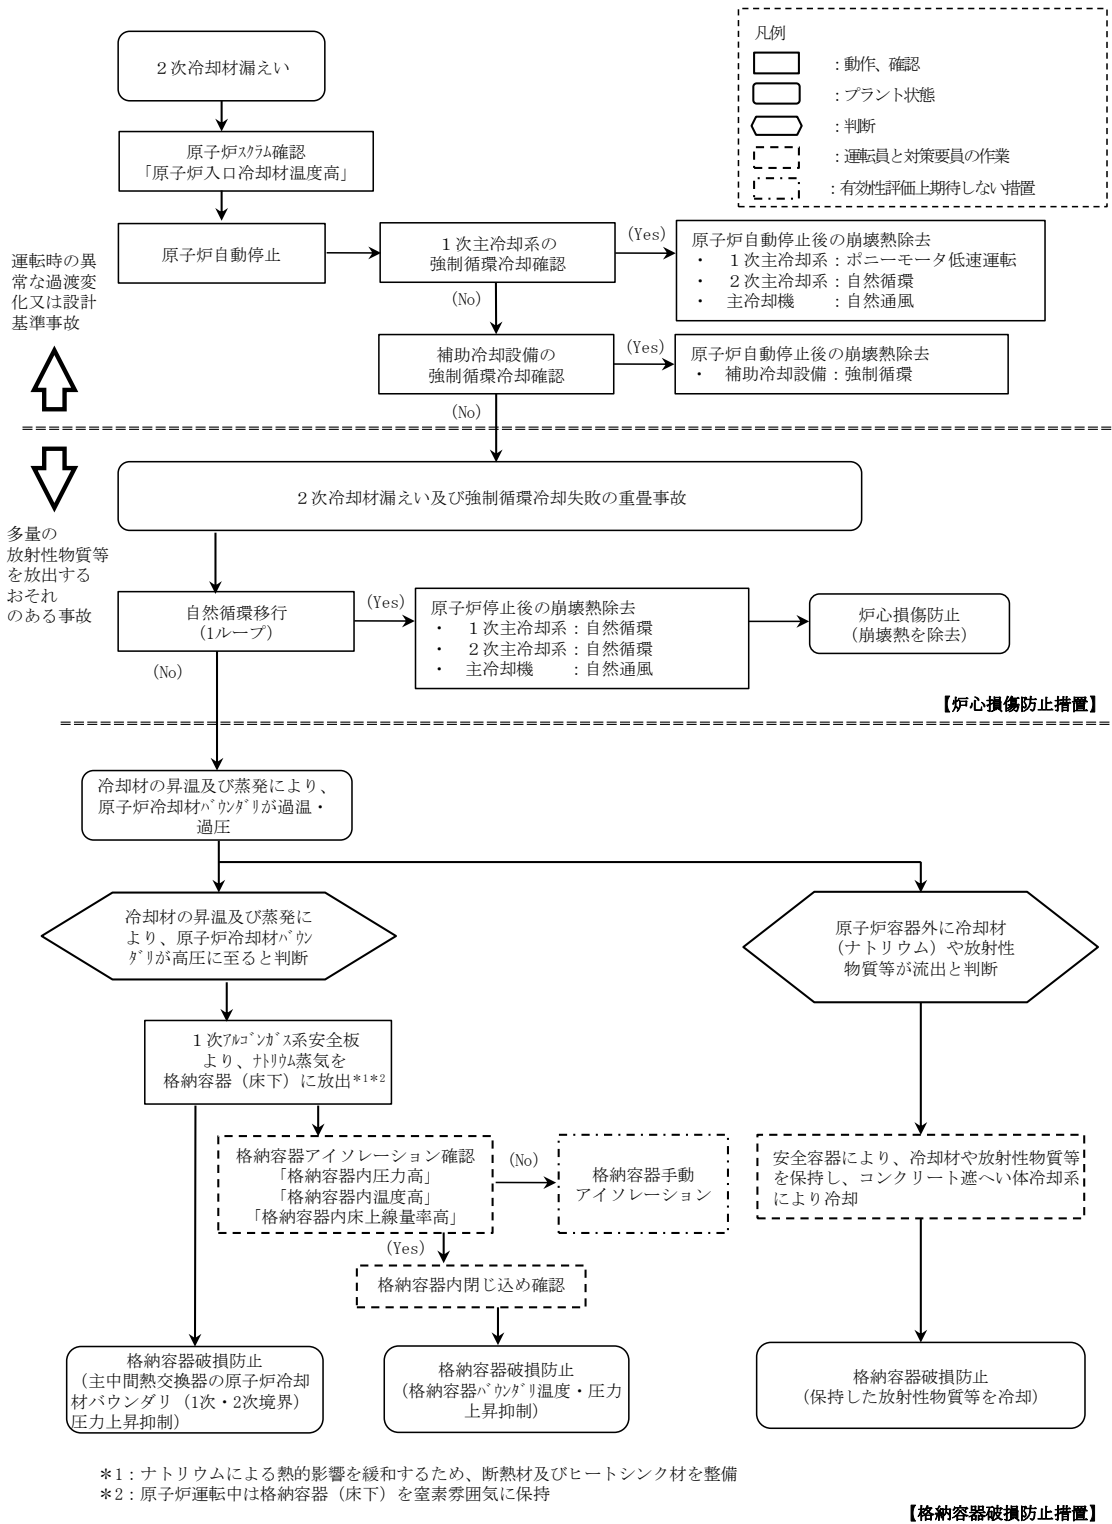 凡例
：動作、確認
：プラント状態
：判断
：運転員と対策要員の作業
：有効性評価上期待しない措置
２次冷却材漏えい
原子炉ｽｸﾗﾑ確認
「原子炉入口冷却材温度高」
原子炉自動停止
１次主冷却系の
強制循環冷却確認
(Yes)
原子炉自動停止後の崩壊熱除去
・　１次主冷却系：ポニーモータ低速運転
・　２次主冷却系：自然循環
・　主冷却機　　：自然通風
(No)
補助冷却設備の
強制循環冷却確認
(Yes)
原子炉自動停止後の崩壊熱除去
・　補助冷却設備：強制循環
(No)
運転時の異
常な過渡変
化又は設計
基準事故
多量の
放射性物質等
を放出する
おそれ
のある事故
２次冷却材漏えい及び強制循環冷却失敗の重畳事故
自然循環移行
(1ループ)
(Yes)
原子炉停止後の崩壊熱除去
・　１次主冷却系：自然循環
・　２次主冷却系：自然循環
・　主冷却機　　：自然通風
炉心損傷防止
(崩壊熱を除去)
(No)
【炉心損傷防止措置】
冷却材の昇温及び蒸発により、
原子炉冷却材ﾊﾞｳﾝﾀﾞﾘが過温・
過圧
冷却材の昇温及び蒸発に
より、原子炉冷却材ﾊﾞｳﾝ
ﾀﾞﾘが高圧に至ると判断
原子炉容器外に冷却材
（ナトリウム）や放射性
物質等が流出と判断
１次ｱﾙｺﾞﾝｶﾞｽ系安全板
より、ﾅﾄﾘｳﾑ蒸気を
格納容器（床下）に放出＊1＊2
格納容器アイソレーション確認
「格納容器内圧力高」
「格納容器内温度高」
「格納容器内床上線量率高」
(No)
格納容器手動
アイソレーション
安全容器により、冷却材や放射性物質等
を保持し、コンクリート遮へい体冷却系
により冷却
(Yes)
格納容器内閉じ込め確認
格納容器破損防止
（主中間熱交換器の原子炉冷却
材バウンダリ（1次・2次境界）
圧力上昇抑制）
格納容器破損防止
（格納容器ﾊﾞｳﾝﾀﾞﾘ温度・圧力
上昇抑制）
格納容器破損防止
(保持した放射性物質等を冷却)
＊1：ナトリウムによる熱的影響を緩和するため、断熱材及びヒートシンク材を整備
＊2：原子炉運転中は格納容器（床下）を窒素雰囲気に保持
【格納容器破損防止措置】